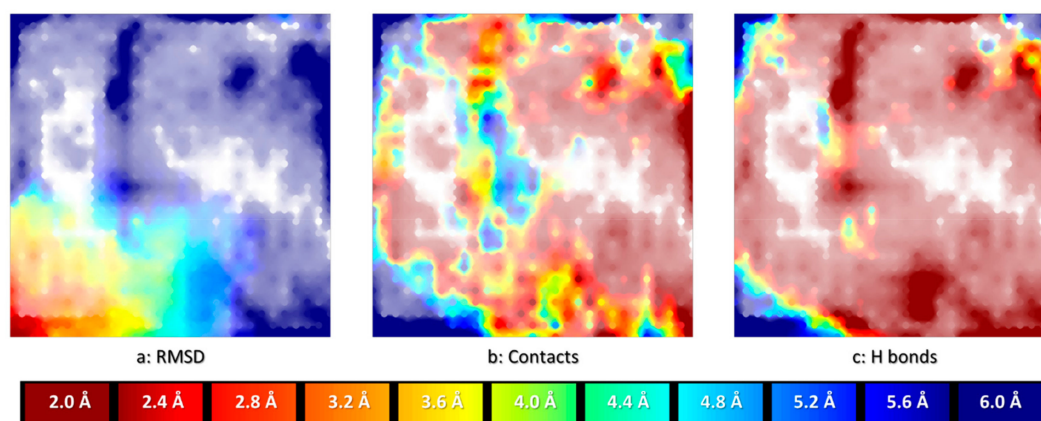 a: RMSD b: Contacts c: H bonds
2.0 Å 2.4 Å 2.8 Å 3.2 Å 3.6 Å 4.0 Å 4.4 Å 4.8 Å 5.2 Å 5.6 Å 6.0 Å